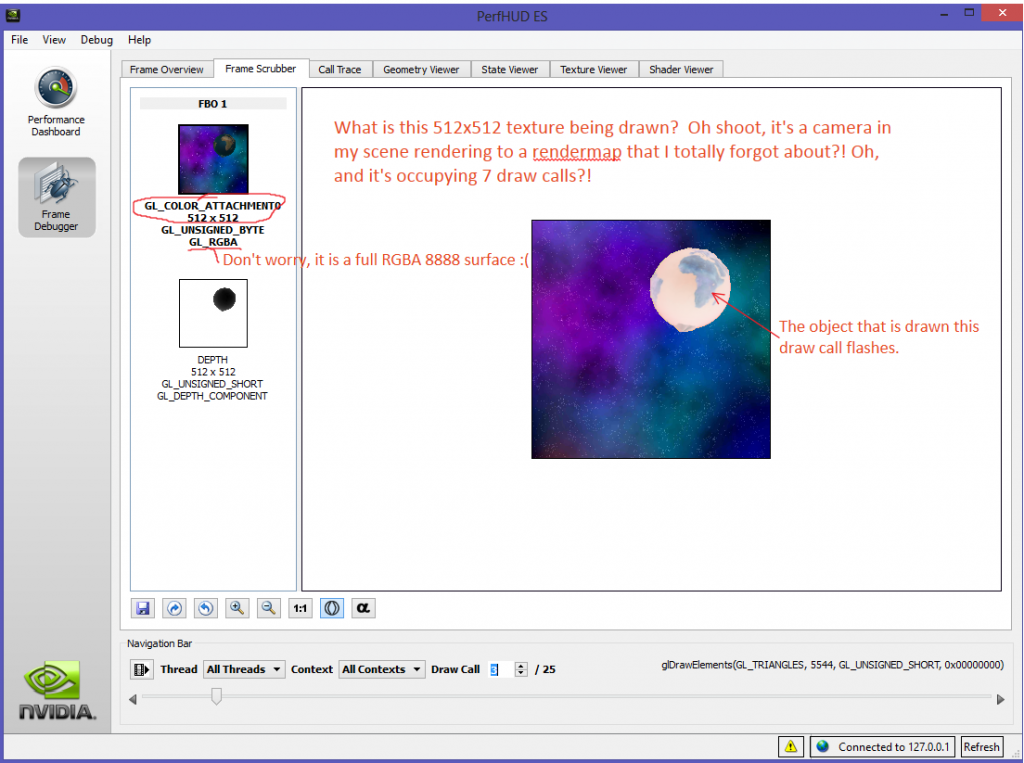 PerfHUD ES
File View Debug Help
Performance
Dashboard
Frame
Debugger
Frame Overview Frame Scrubber Call Trace Geometry Viewer State Viewer Texture Viewer Shader Viewer
FBO 1
GL_COLOR_ATTACHMENT0
512 x 512
GL_UNSIGNED_BYTE
GL_RGBA
DEPTH
512 x 512
GL_UNSIGNED_SHORT
GL_DEPTH_COMPONENT
What is this 512x512 texture being drawn? Oh shoot, it's a camera in
my scene rendering to a rendermap that I totally forgot about?! Oh,
and it's occupying 7 draw calls?!
Don't worry, it is a full RGBA 8888 surface :(
The object that is drawn this
draw call flashes.
1:1 α
Navigation Bar
Thread All Threads Context All Contexts Draw Call 3 / 25
glDrawElements(GL_TRIANGLES, 5544, GL_UNSIGNED_SHORT, 0x00000000)
NVIDIA.
Connected to 127.0.0.1 Refresh